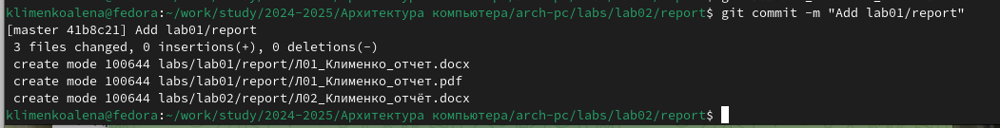 klimenkoalena@fedora:~/work/study/2024-2025/Архитектура компьютера/arch-pc/labs/lab02/report$ git commit -m "Add lab01/report"
[master 41b8c21] Add lab01/report
 3 files changed, 0 insertions(+), 0 deletions(-)
 create mode 100644 labs/lab01/report/Л01_Клименко_отчет.docx
 create mode 100644 labs/lab01/report/Л01_Клименко_отчет.pdf
 create mode 100644 labs/lab02/report/Л02_Клименко_отчёт.docx
klimenkoalena@fedora:~/work/study/2024-2025/Архитектура компьютера/arch-pc/labs/lab02/report$